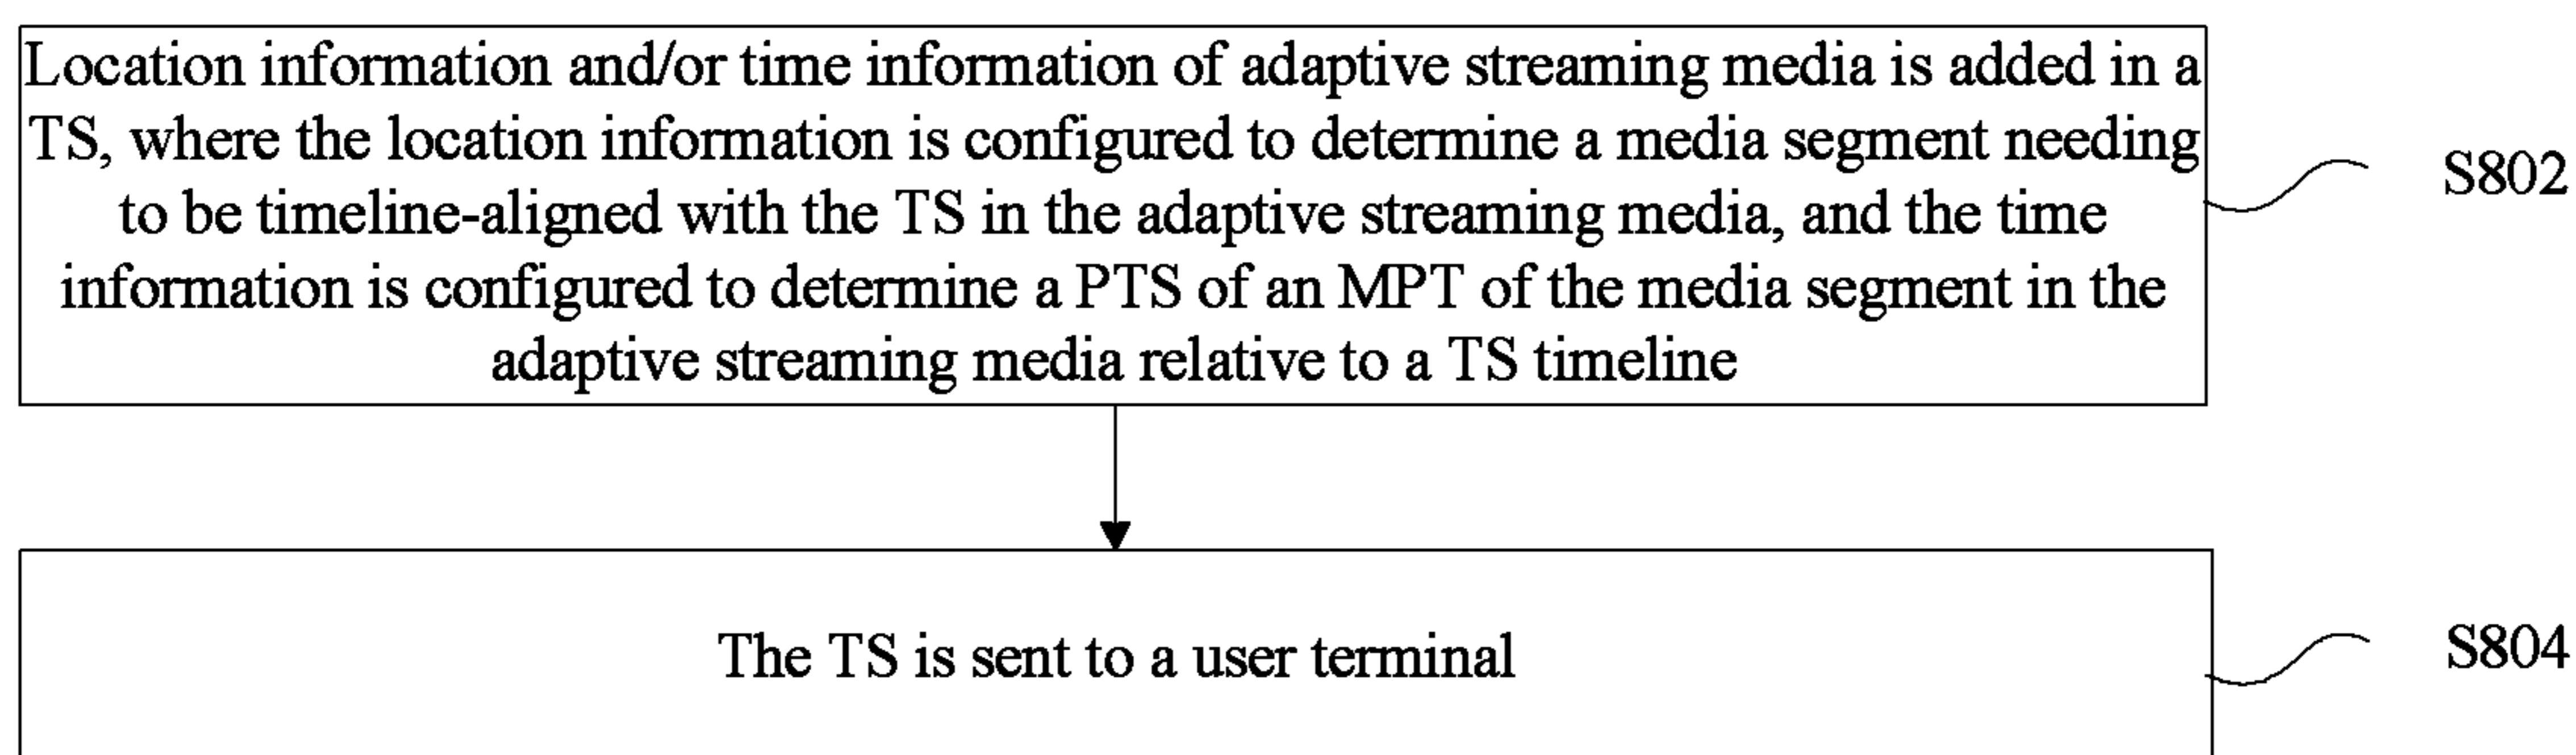 Location information and/or time information of adaptive streaming media is added in a
TS, where the location information is configured to determine a media segment needing
to be timeline-aligned with the TS in the adaptive streaming media, and the time
information is configured to determine a PTS of an MPT of the media segment in the
adaptive streaming media relative to a TS timeline
S802
The TS is sent to a user terminal
S804